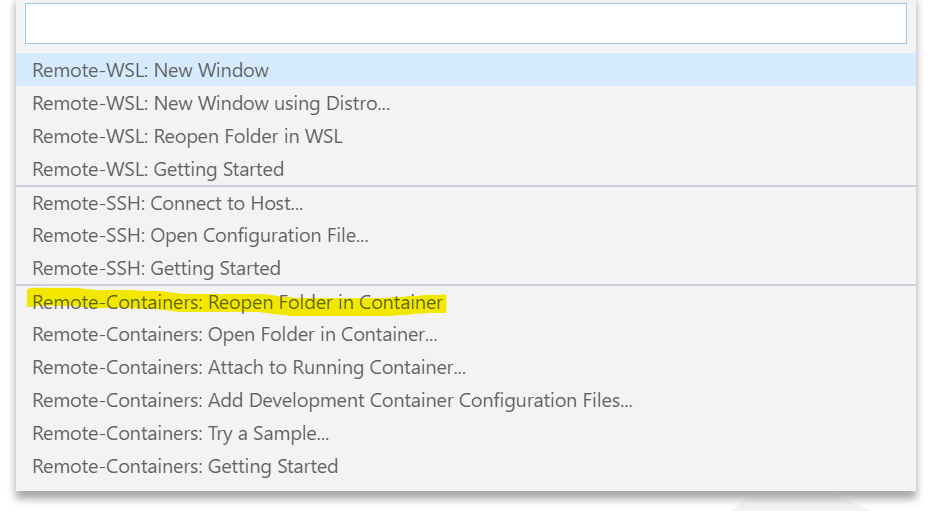 Remote-WSL: New Window
Remote-WSL: New Window using Distro...
Remote-WSL: Reopen Folder in WSL
Remote-WSL: Getting Started
Remote-SSH: Connect to Host...
Remote-SSH: Open Configuration File...
Remote-SSH: Getting Started
Remote-Containers: Reopen Folder in Container
Remote-Containers: Open Folder in Container...
Remote-Containers: Attach to Running Container...
Remote-Containers: Add Development Container Configuration Files...
Remote-Containers: Try a Sample...
Remote-Containers: Getting Started